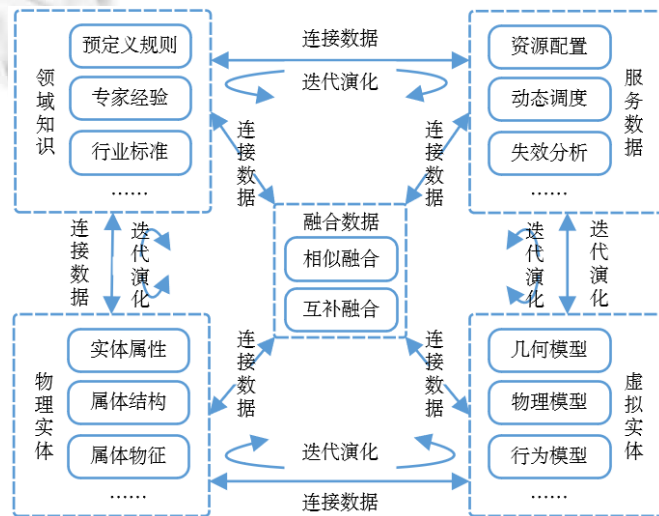 领域知识
预定义规则
专家经验
行业标准
……
连接数据
迭代演化
服务数据
资源配置
动态调度
失效分析
……
连接数据
连接数据
融合数据
相似融合
互补融合
连接数据
迭代演化
迭代演化
迭代演化
连接数据
连接数据
物理实体
实体属性
属体结构
属体物征
……
迭代演化
连接数据
虚拟实体
几何模型
物理模型
行为模型
……